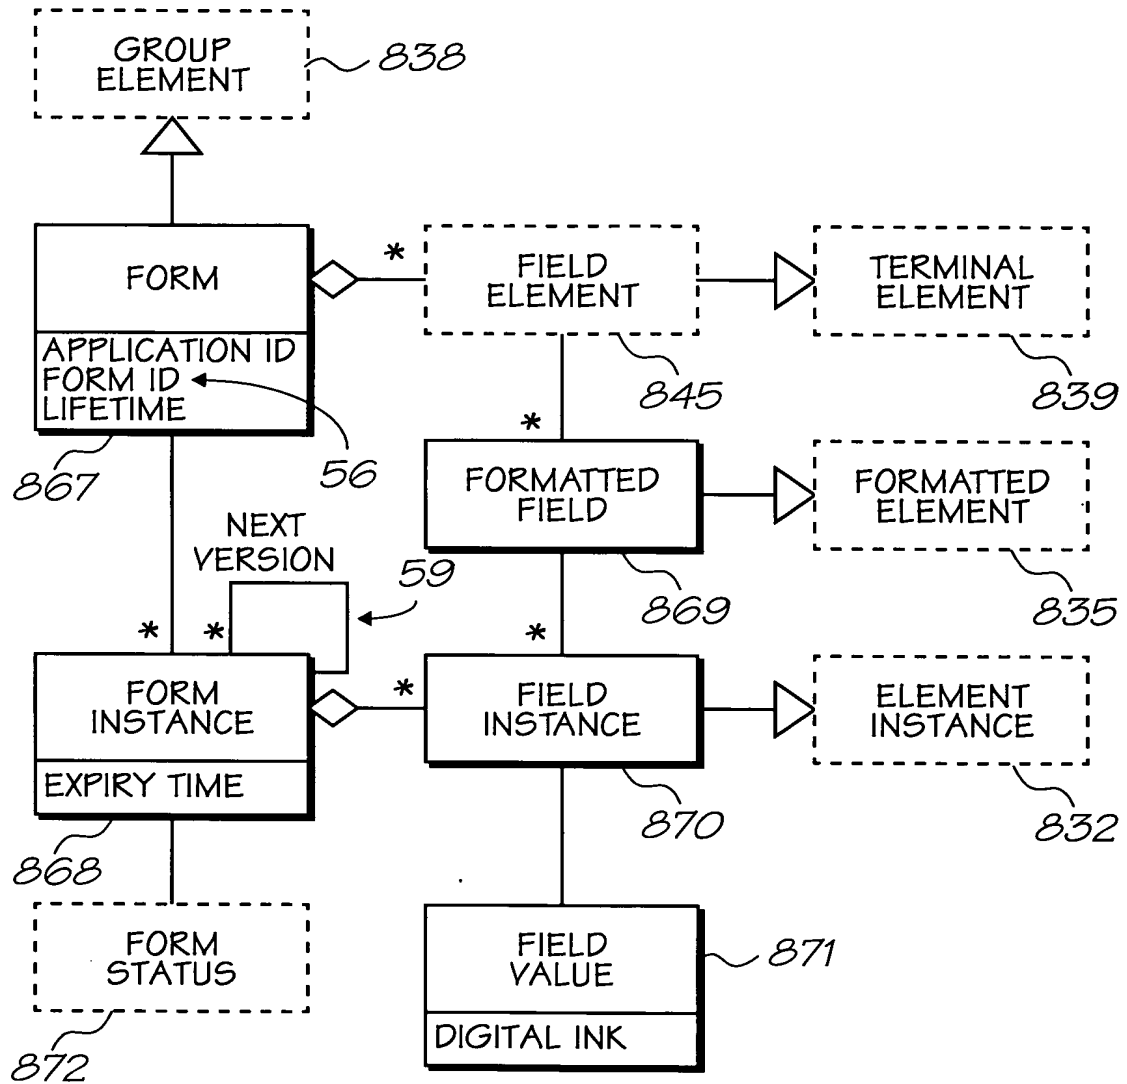 GROUP
ELEMENT
838
FORM
APPLICATION ID
FORM ID
LIFETIME
867
56
*
FIELD
ELEMENT
845
TERMINAL
ELEMENT
839
*
FORMATTED
FIELD
869
FORMATTED
ELEMENT
835
NEXT
VERSION
59
*
*
FORM
INSTANCE
EXPIRY TIME
868
*
*
FIELD
INSTANCE
870
ELEMENT
INSTANCE
832
FORM
STATUS
872
FIELD
VALUE
DIGITAL INK
871